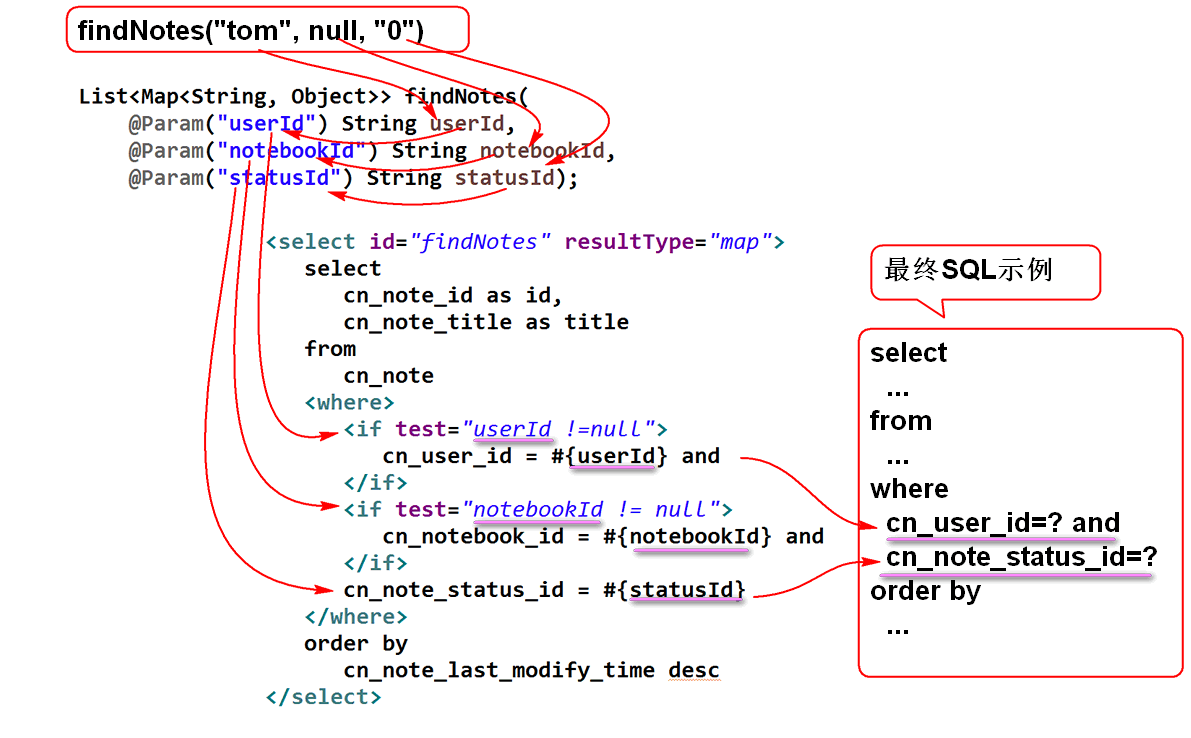 findNotes("tom", null, "0")
List<Map<String, Object>> findNotes(
@Param("userId") String userId,
@Param("notebookId") String notebookId,
@Param("statusId") String statusId);
<select id="findNotes" resultType="map">
select
cn_note_id as id,
cn_note_title as title
from
cn_note
<where>
<if test="userId !=null">
cn_user_id = #{userId} and
</if>
<if test="notebookId != null">
cn_notebook_id = #{notebookId} and
</if>
cn_note_status_id = #{statusId}
</where>
order by
cn_note_last_modify_time desc
</select>
最终SQL示例
select
...
from
...
where
cn_user_id=? and
cn_note_status_id=?
order by
...